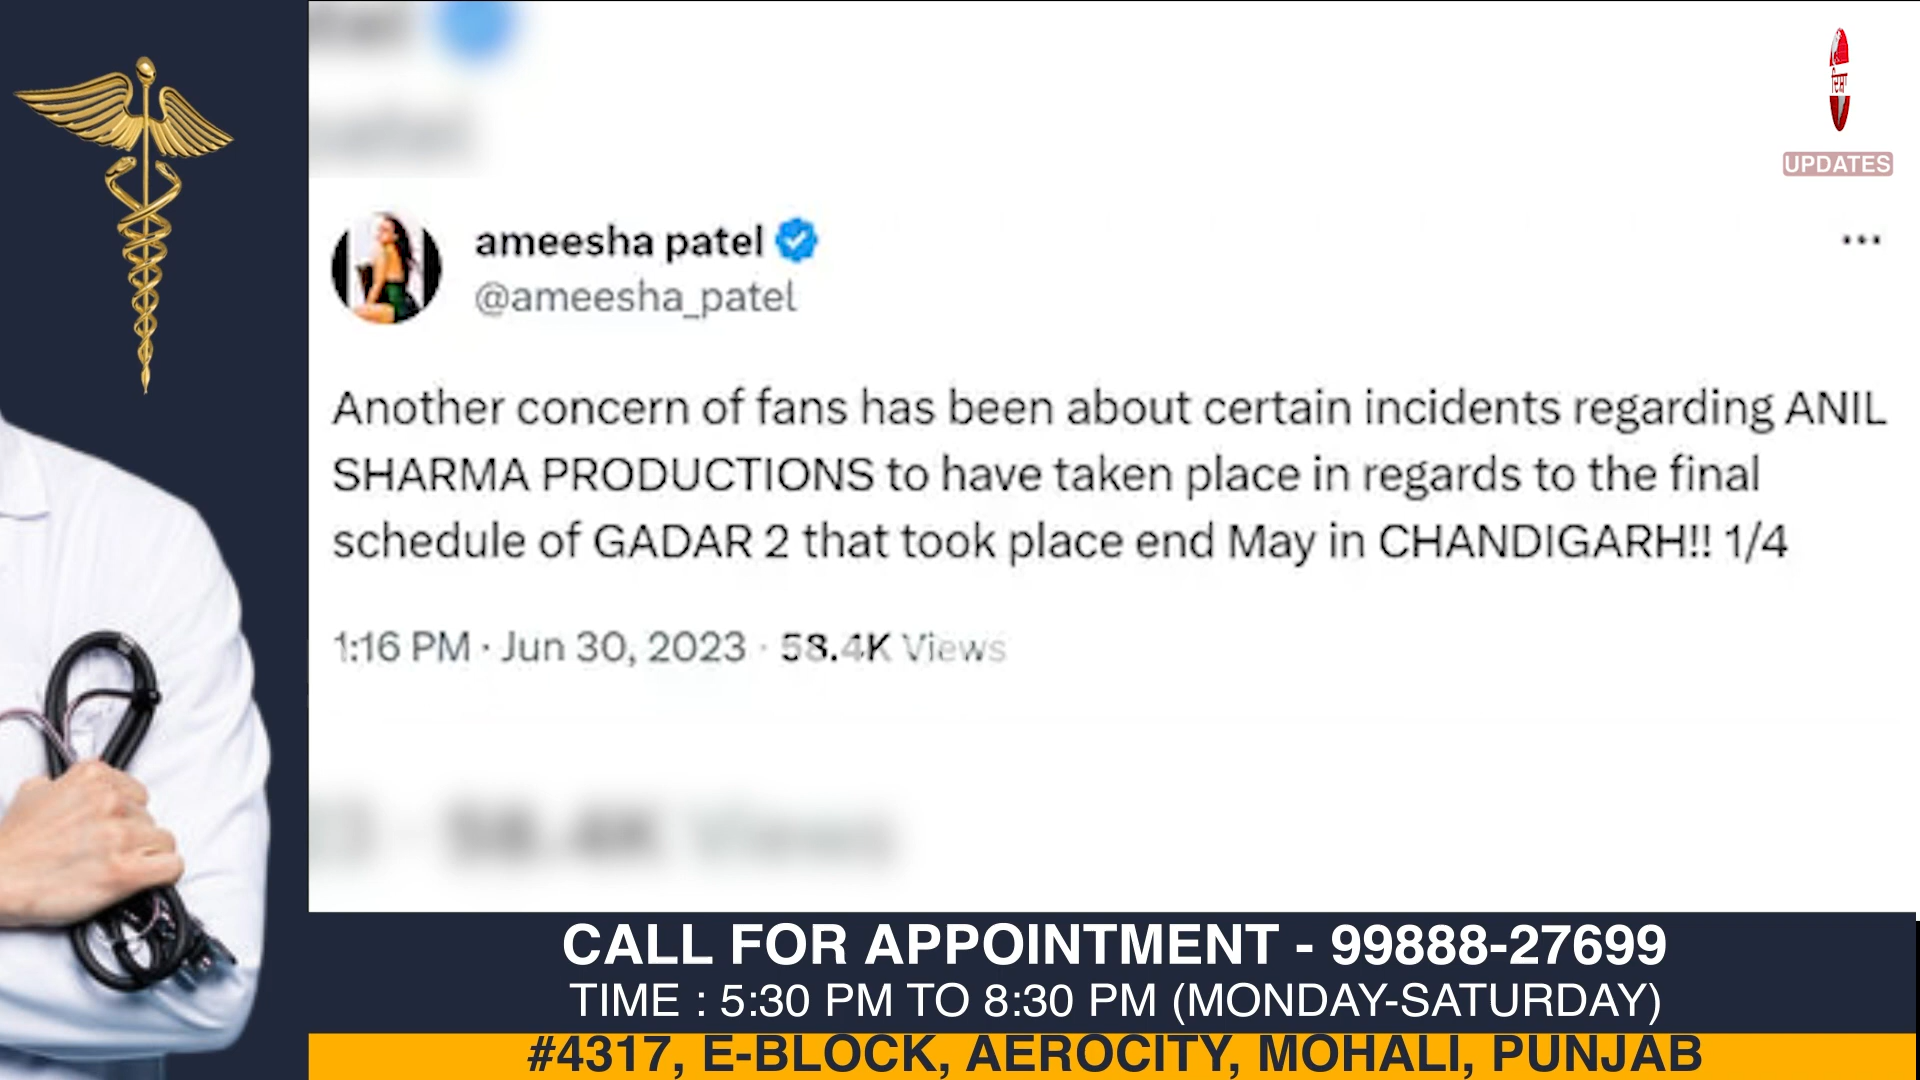 ameesha patel
@ameesha_patel
Another concern of fans has been about certain incidents regarding ANIL
SHARMA PRODUCTIONS to have taken place in regards to the final
schedule of GADAR 2 that took place end May in CHANDIGARH!! 1/4
1:16 PM · Jun 30, 2023 · 58.4K Views
58.4K Views
UPDATES
CALL FOR APPOINTMENT - 99888-27699
TIME : 5:30 PM TO 8:30 PM (MONDAY-SATURDAY)
#4317, E-BLOCK, AEROCITY, MOHALI, PUNJAB